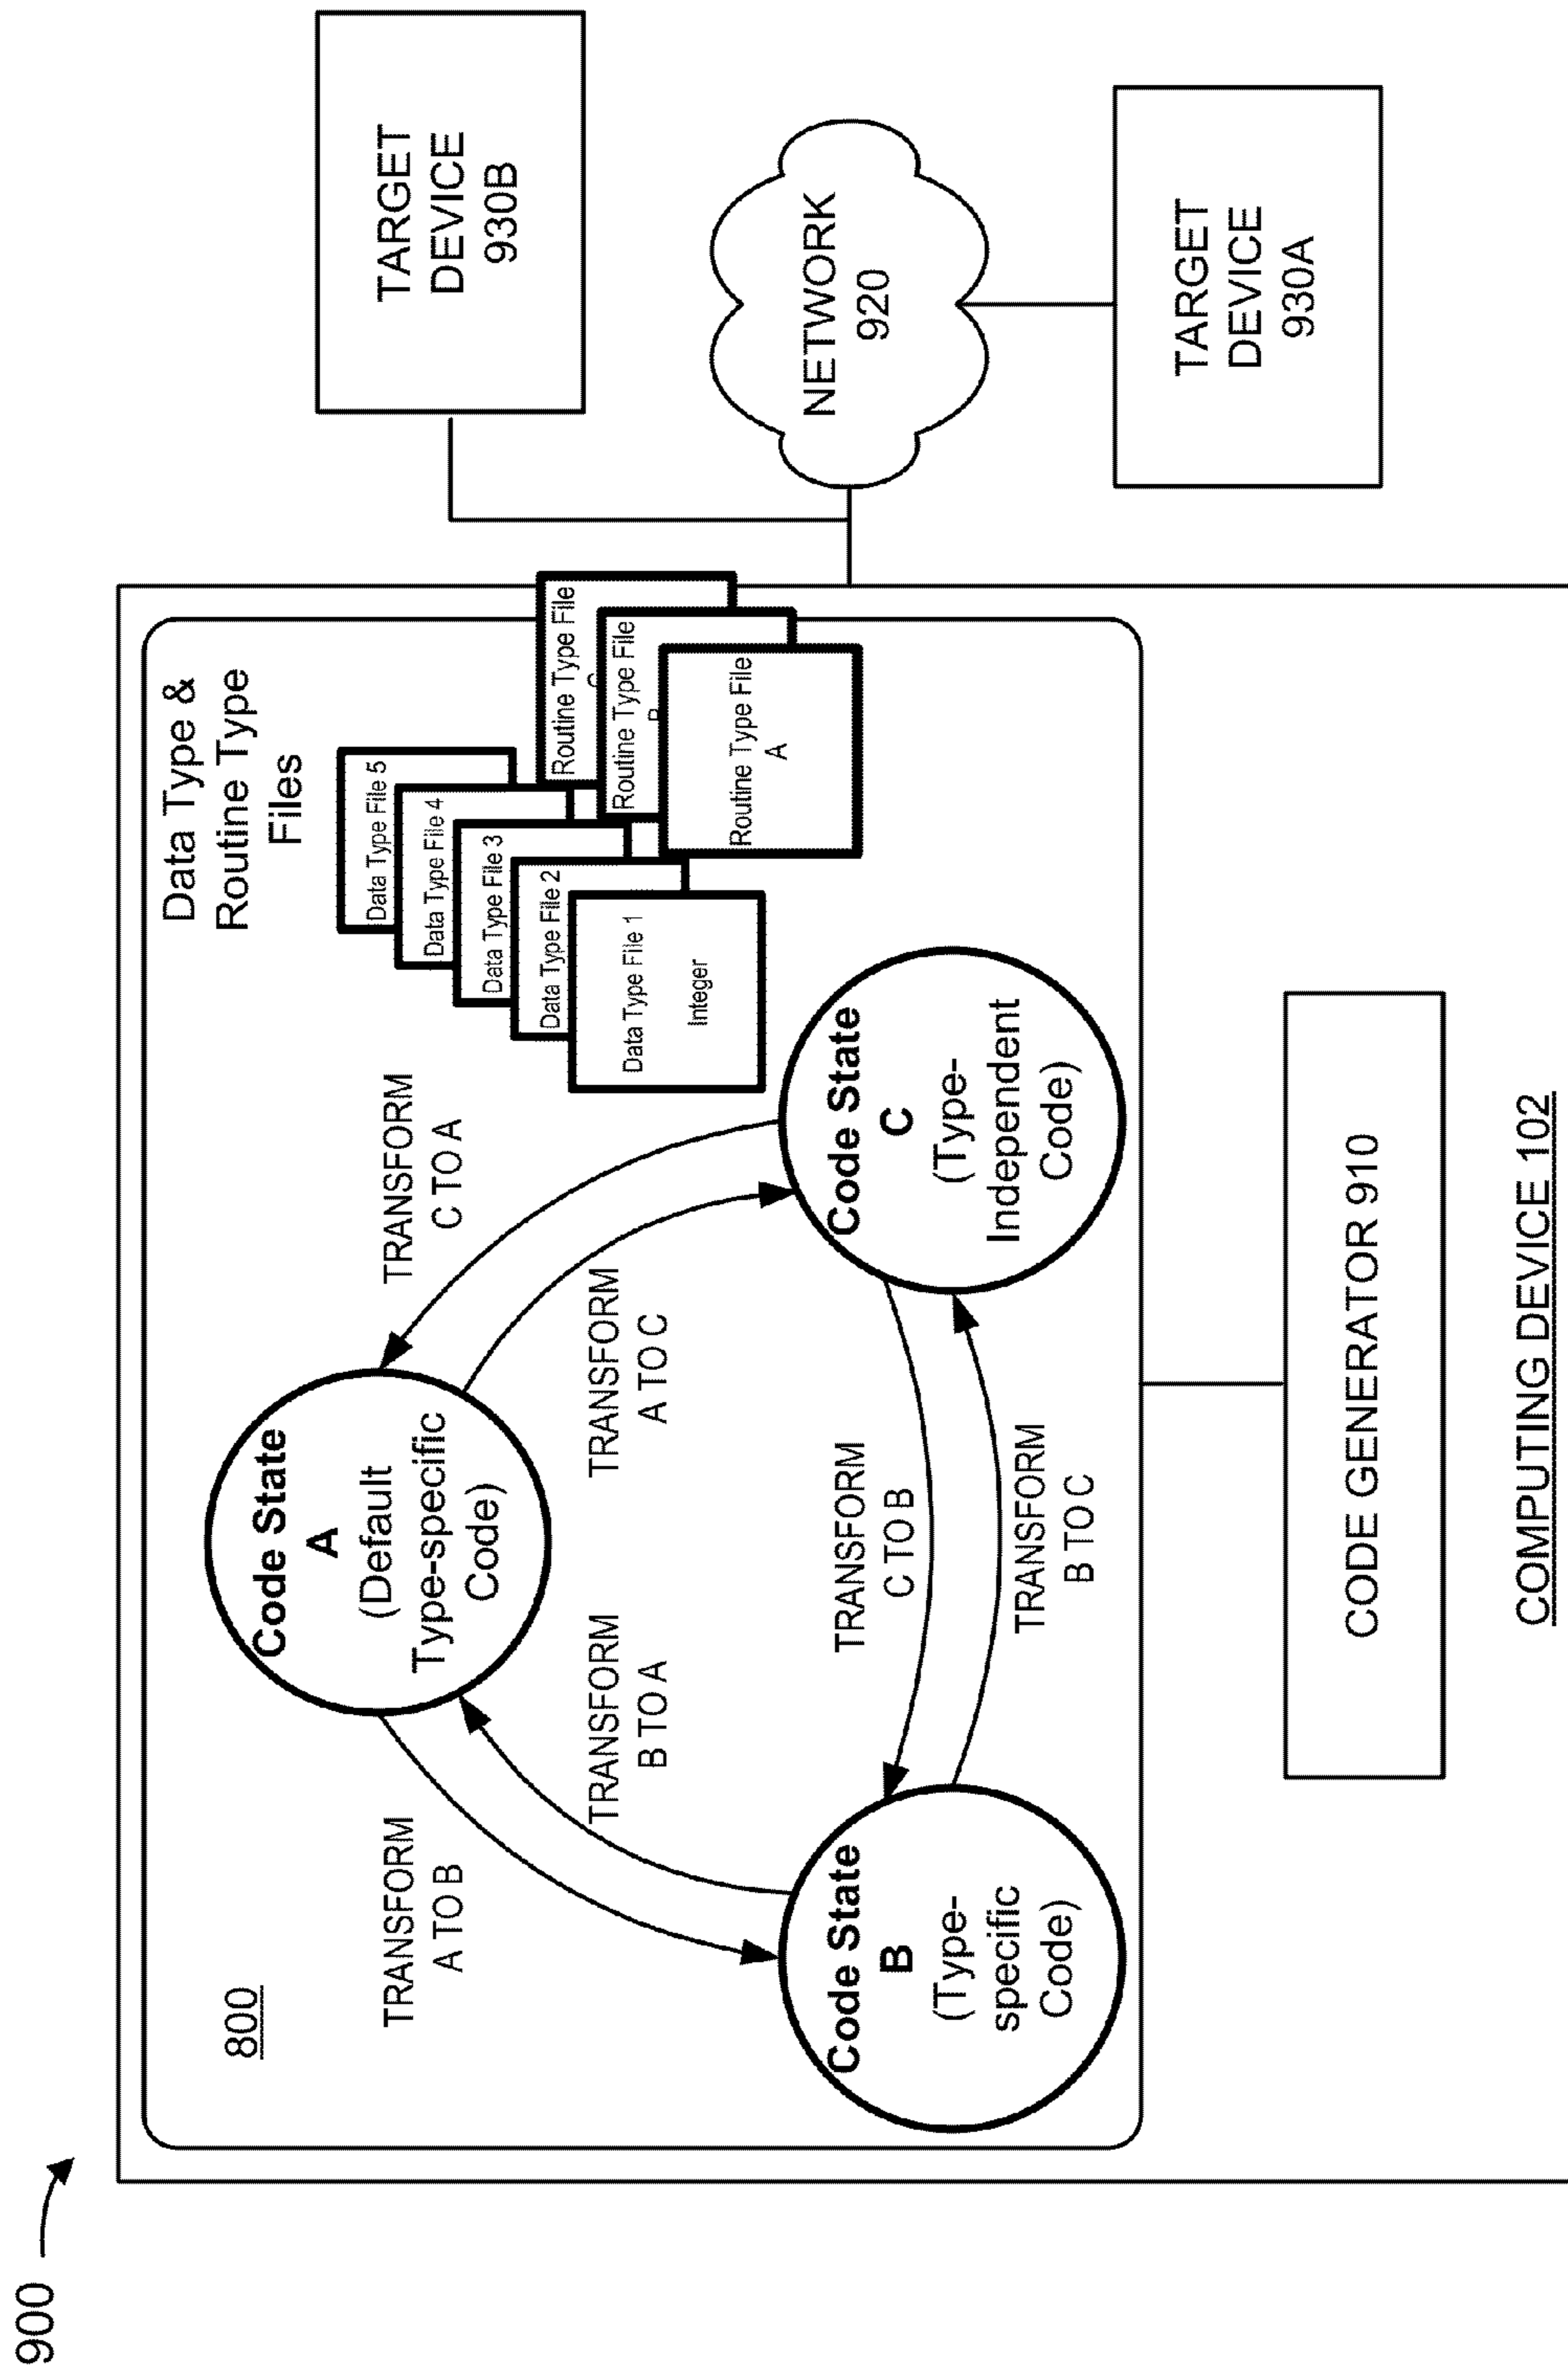 900
800
Data Type &
Routine Type
Files
Code State
A
(Default
Type-specific
Code)
TRANSFORM
A TO B
TRANSFORM
B TO A
TRANSFORM
A TO C
TRANSFORM
C TO A
Code State
B
(Type-
specific
Code)
TRANSFORM
C TO B
TRANSFORM
B TO C
Code State
C
(Type-
Independent
Code)
Data Type File 5
Data Type File 4
Data Type File 3
Data Type File 2
Data Type File 1
Integer
Routine Type File
Routine Type File
Routine Type File
A
CODE GENERATOR 910
COMPUTING DEVICE 102
TARGET
DEVICE
930B
NETWORK
920
TARGET
DEVICE
930A